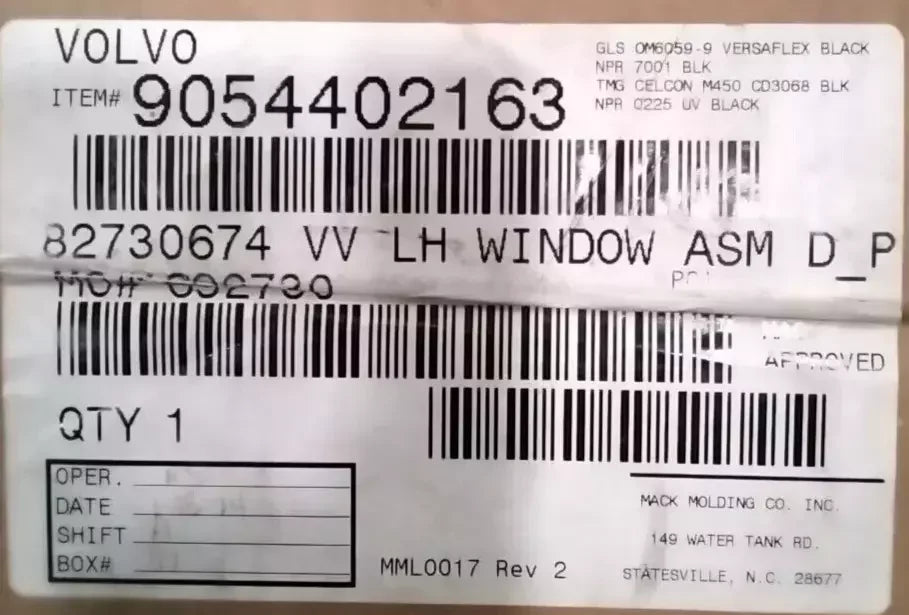 VOLVO
ITEM# 9054402163
GLS OM6059-9 VERSAFLEX BLACK
NPR 7001 BLK
TMG CELCON M450 CD3068 BLK
NPR 0225 UV BLACK
82730674 VV LH WINDOW ASM D_P
MO# 692730
APPROVED
QTY 1
OPER.
DATE
SHIFT
BOX#
MML0017 Rev 2
MACK MOLDING CO. INC.
149 WATER TANK RD.
STATESVILLE, N.C. 28677